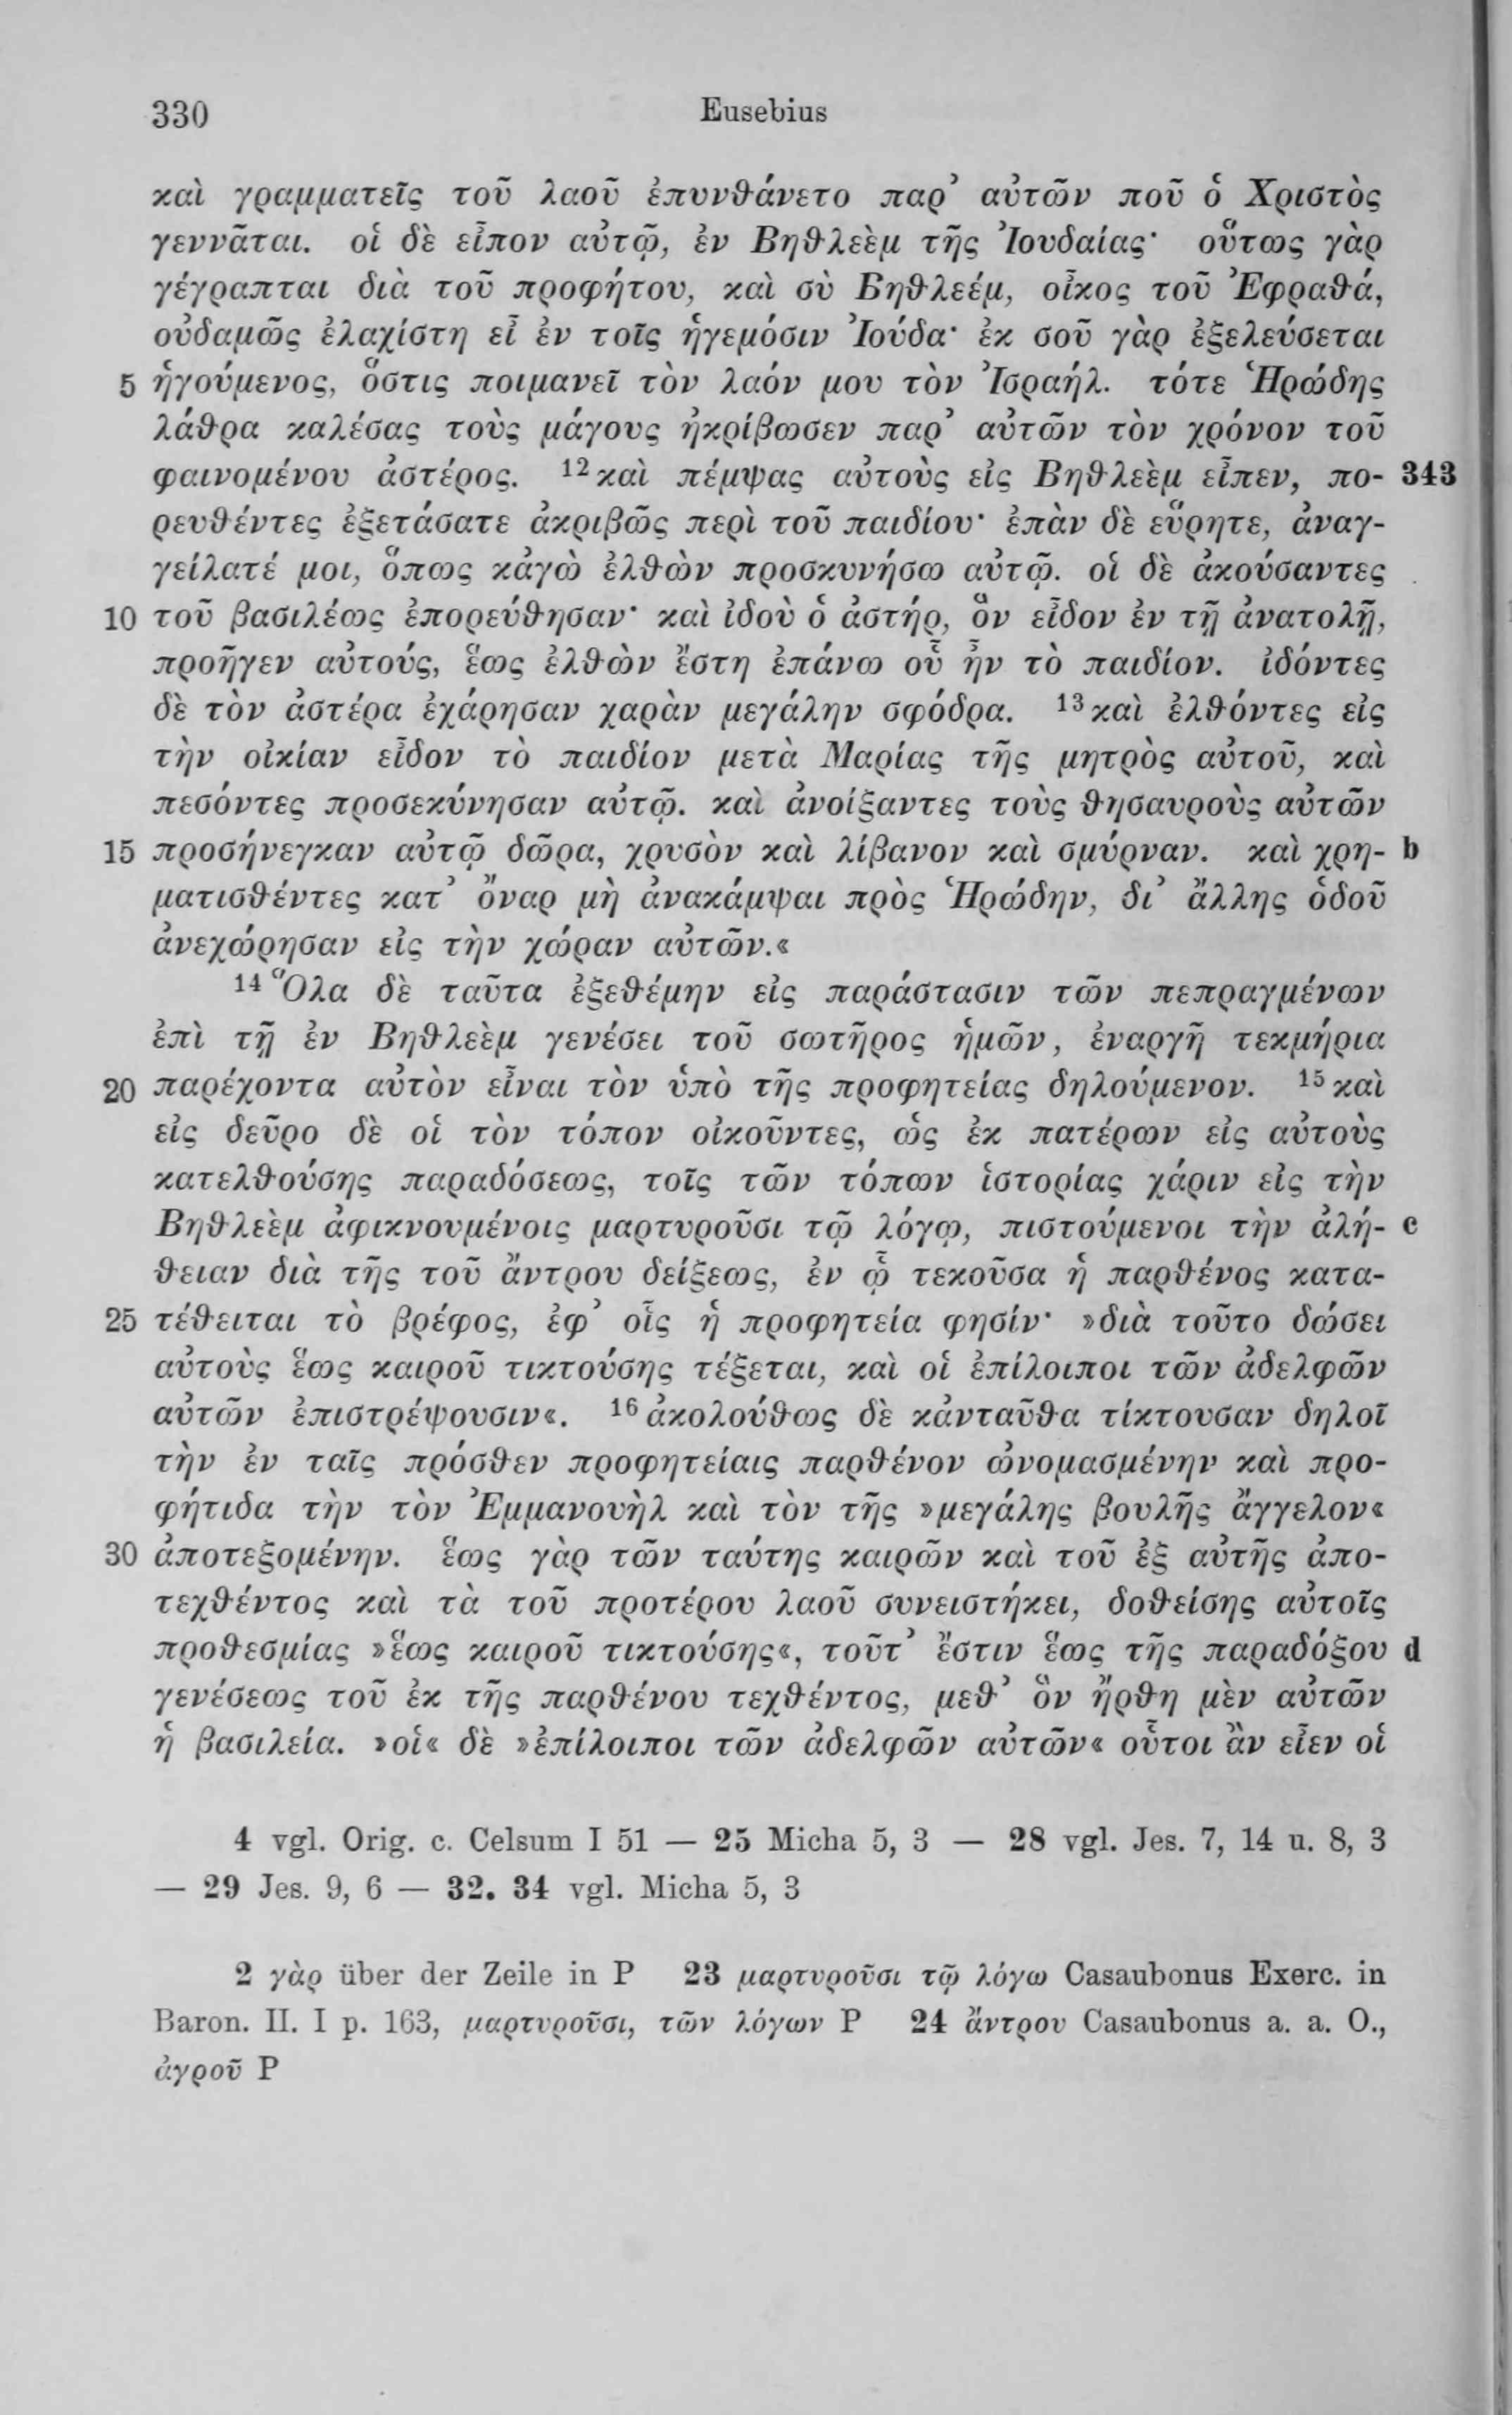 330 Eusebius
καὶ γραμματεῖς τοῦ λαοῦ ἐπυνθάνετο παρ᾽ αὐτῶν ποῦ ὁ Χριστὸς
γεννᾶται. οἱ δὲ εἶπον αὐτῷ, ἐν Βηθλεὲμ τῆς Ἰουδαίας· οὕτως γὰρ
γέγραπται διὰ τοῦ προφήτου, καὶ σὺ Βηθλεέμ, οἶκος τοῦ Ἐφραθά,
οὐδαμῶς ἐλαχίστη εἶ ἐν τοῖς ἡγεμόσιν Ἰούδα· ἐκ σοῦ γὰρ ἐξελεύσεται
5 ἡγούμενος, ὅστις ποιμανεῖ τὸν λαόν μου τὸν Ἰσραήλ. τότε Ἡρώδης
λάθρα καλέσας τοὺς μάγους ἠκρίβωσεν παρ᾽ αὐτῶν τὸν χρόνον τοῦ
φαινομένου ἀστέρος. ¹²καὶ πέμψας αὐτοὺς εἰς Βηθλεὲμ εἶπεν, πο- 343
ρευθέντες ἐξετάσατε ἀκριβῶς περὶ τοῦ παιδίου· ἐπὰν δὲ εὕρητε, ἀναγ-
γείλατέ μοι, ὅπως κἀγὼ ἐλθὼν προσκυνήσω αὐτῷ. οἱ δὲ ἀκούσαντες
10 τοῦ βασιλέως ἐπορεύθησαν· καὶ ἰδοὺ ὁ ἀστήρ, ὃν εἶδον ἐν τῇ ἀνατολῇ,
προῆγεν αὐτούς, ἕως ἐλθὼν ἔστη ἐπάνω οὗ ἦν τὸ παιδίον. ἰδόντες
δὲ τὸν ἀστέρα ἐχάρησαν χαρὰν μεγάλην σφόδρα. ¹³καὶ ἐλθόντες εἰς
τὴν οἰκίαν εἶδον τὸ παιδίον μετὰ Μαρίας τῆς μητρὸς αὐτοῦ, καὶ
πεσόντες προσεκύνησαν αὐτῷ. καὶ ἀνοίξαντες τοὺς θησαυροὺς αὐτῶν
15 προσήνεγκαν αὐτῷ δῶρα, χρυσὸν καὶ λίβανον καὶ σμύρναν. καὶ χρη- b
ματισθέντες κατ᾽ ὄναρ μὴ ἀνακάμψαι πρὸς Ἡρώδην, δι᾽ ἄλλης ὁδοῦ
ἀνεχώρησαν εἰς τὴν χώραν αὐτῶν.«
¹⁴Ὅλα δὲ ταῦτα ἐξεθέμην εἰς παράστασιν τῶν πεπραγμένων
ἐπὶ τῇ ἐν Βηθλεὲμ γενέσει τοῦ σωτῆρος ἡμῶν, ἐναργῆ τεκμήρια
20 παρέχοντα αὐτὸν εἶναι τὸν ὑπὸ τῆς προφητείας δηλούμενον. ¹⁵καὶ
εἰς δεῦρο δὲ οἱ τὸν τόπον οἰκοῦντες, ὡς ἐκ πατέρων εἰς αὐτοὺς
κατελθούσης παραδόσεως, τοῖς τῶν τόπων ἱστορίας χάριν εἰς τὴν
Βηθλεὲμ ἀφικνουμένοις μαρτυροῦσι τῷ λόγῳ, πιστούμενοι τὴν ἀλή- c
θειαν διὰ τῆς τοῦ ἄντρου δείξεως, ἐν ᾧ τεκοῦσα ἡ παρθένος κατα-
25 τέθειται τὸ βρέφος, ἐφ᾽ οἷς ἡ προφητεία φησίν· »διὰ τοῦτο δώσει
αὐτοὺς ἕως καιροῦ τικτούσης τέξεται, καὶ οἱ ἐπίλοιποι τῶν ἀδελφῶν
αὐτῶν ἐπιστρέψουσιν«. ¹⁶ἀκολούθως δὲ κἀνταῦθα τίκτουσαν δηλοῖ
τὴν ἐν ταῖς πρόσθεν προφητείαις παρθένον ὠνομασμένην καὶ προ-
φήτιδα τὴν τὸν Ἐμμανουὴλ καὶ τὸν τῆς »μεγάλης βουλῆς ἄγγελον«
30 ἀποτεξομένην. ἕως γὰρ τῶν ταύτης καιρῶν καὶ τοῦ ἐξ αὐτῆς ἀπο-
τεχθέντος καὶ τὰ τοῦ προτέρου λαοῦ συνειστήκει, δοθείσης αὐτοῖς
προθεσμίας »ἕως καιροῦ τικτούσης«, τοῦτ᾽ ἔστιν ἕως τῆς παραδόξου d
γενέσεως τοῦ ἐκ τῆς παρθένου τεχθέντος, μεθ᾽ ὃν ἤρθη μὲν αὐτῶν
ἡ βασιλεία. »οἱ« δὲ »ἐπίλοιποι τῶν ἀδελφῶν αὐτῶν« οὗτοι ἂν εἶεν οἱ
4 vgl. Orig. c. Celsum I 51 — 25 Micha 5, 3 — 28 vgl. Jes. 7, 14 u. 8, 3
— 29 Jes. 9, 6 — 32. 34 vgl. Micha 5, 3
2 γὰρ über der Zeile in P 23 μαρτυροῦσι τῷ λόγω Casaubonus Exerc. in
Baron. II. I p. 163, μαρτυροῦσι, τῶν λόγων P 24 ἄντρου Casaubonus a. a. O.,
ἀγροῦ P